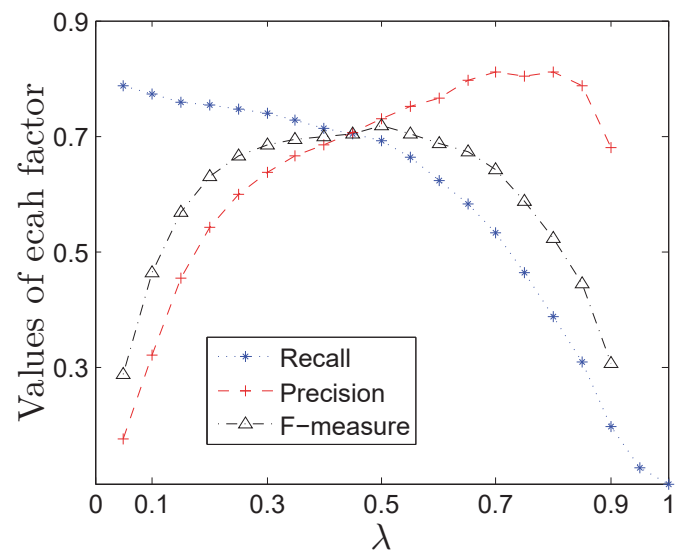 0.9
0.7
0.5
0.3
Values of ecah factor
Recall
Precision
F−measure
0 0.1 0.3 0.5 0.7 0.9 1
λ